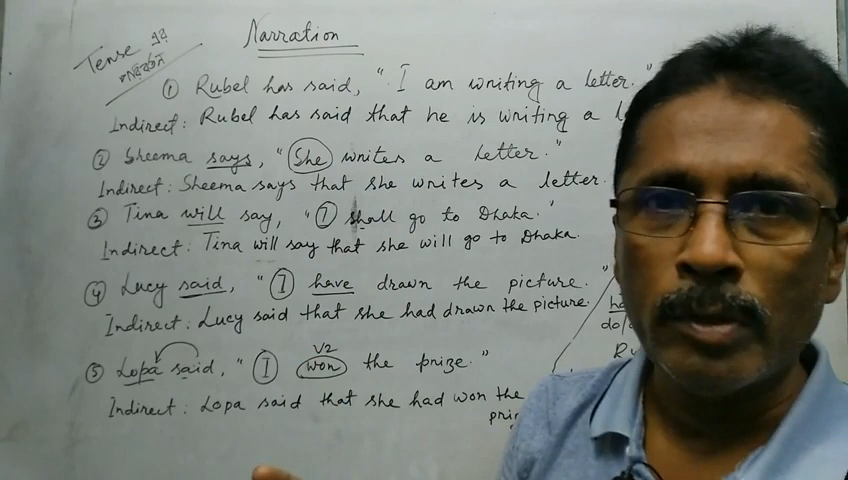 Tense এর
পরিবর্তন
Narration
① Rubel has said, "I am writing a letter."
Indirect: Rubel has said that he is writing a
② Sheema says, "She writes a letter."
Indirect: Sheema says that she writes a letter.
③ Tina will say, "I shall go to Dhaka."
Indirect: Tina will say that she will go to Dhaka.
④ Lucy said, "I have drawn the picture."
Indirect: Lucy said that she had drawn the picture.
V2
⑤ Lopa said, "I won the prize."
Indirect: Lopa said that she had won the